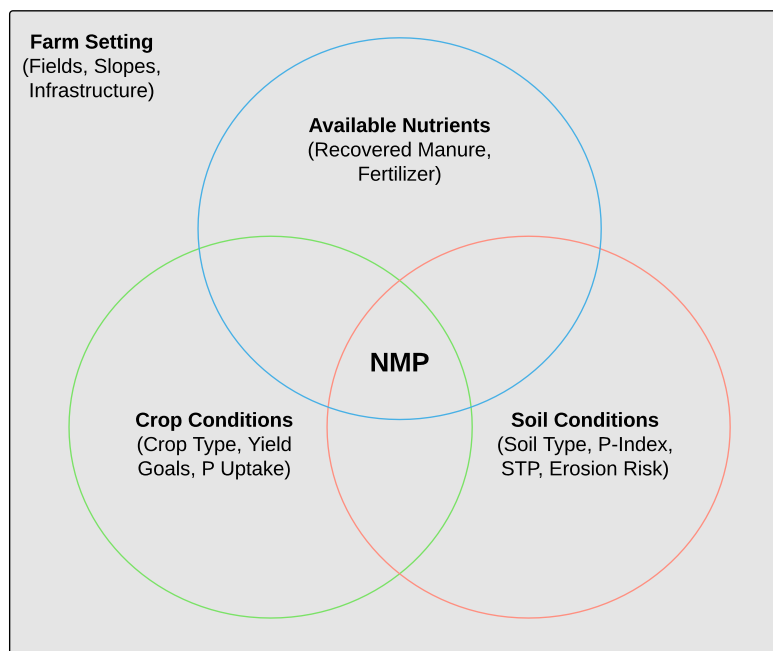 Farm Setting
(Fields, Slopes,
Infrastructure)
Available Nutrients
(Recovered Manure,
Fertilizer)
NMP
Crop Conditions
(Crop Type, Yield
Goals, P Uptake)
Soil Conditions
(Soil Type, P-Index,
STP, Erosion Risk)